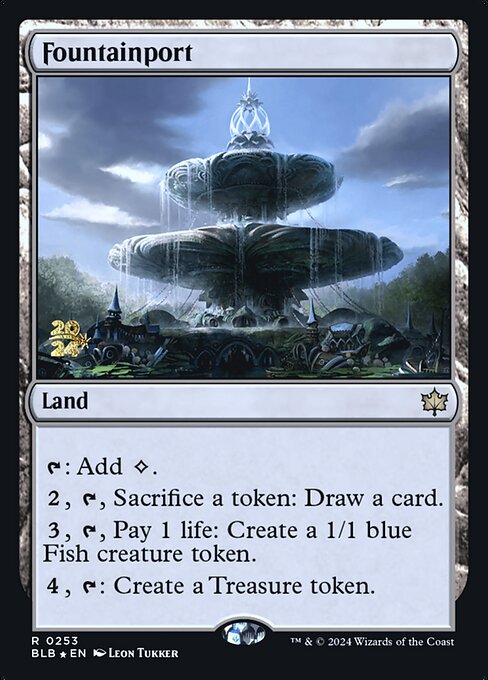 Fountainport
2024
Land
: Add .
2, , Sacrifice a token: Draw a card.
3, , Pay 1 life: Create a 1/1 blue
Fish creature token.
4, : Create a Treasure token.
R 0253
BLB ★ EN Leon Tukker
™ & © 2024 Wizards of the Coast